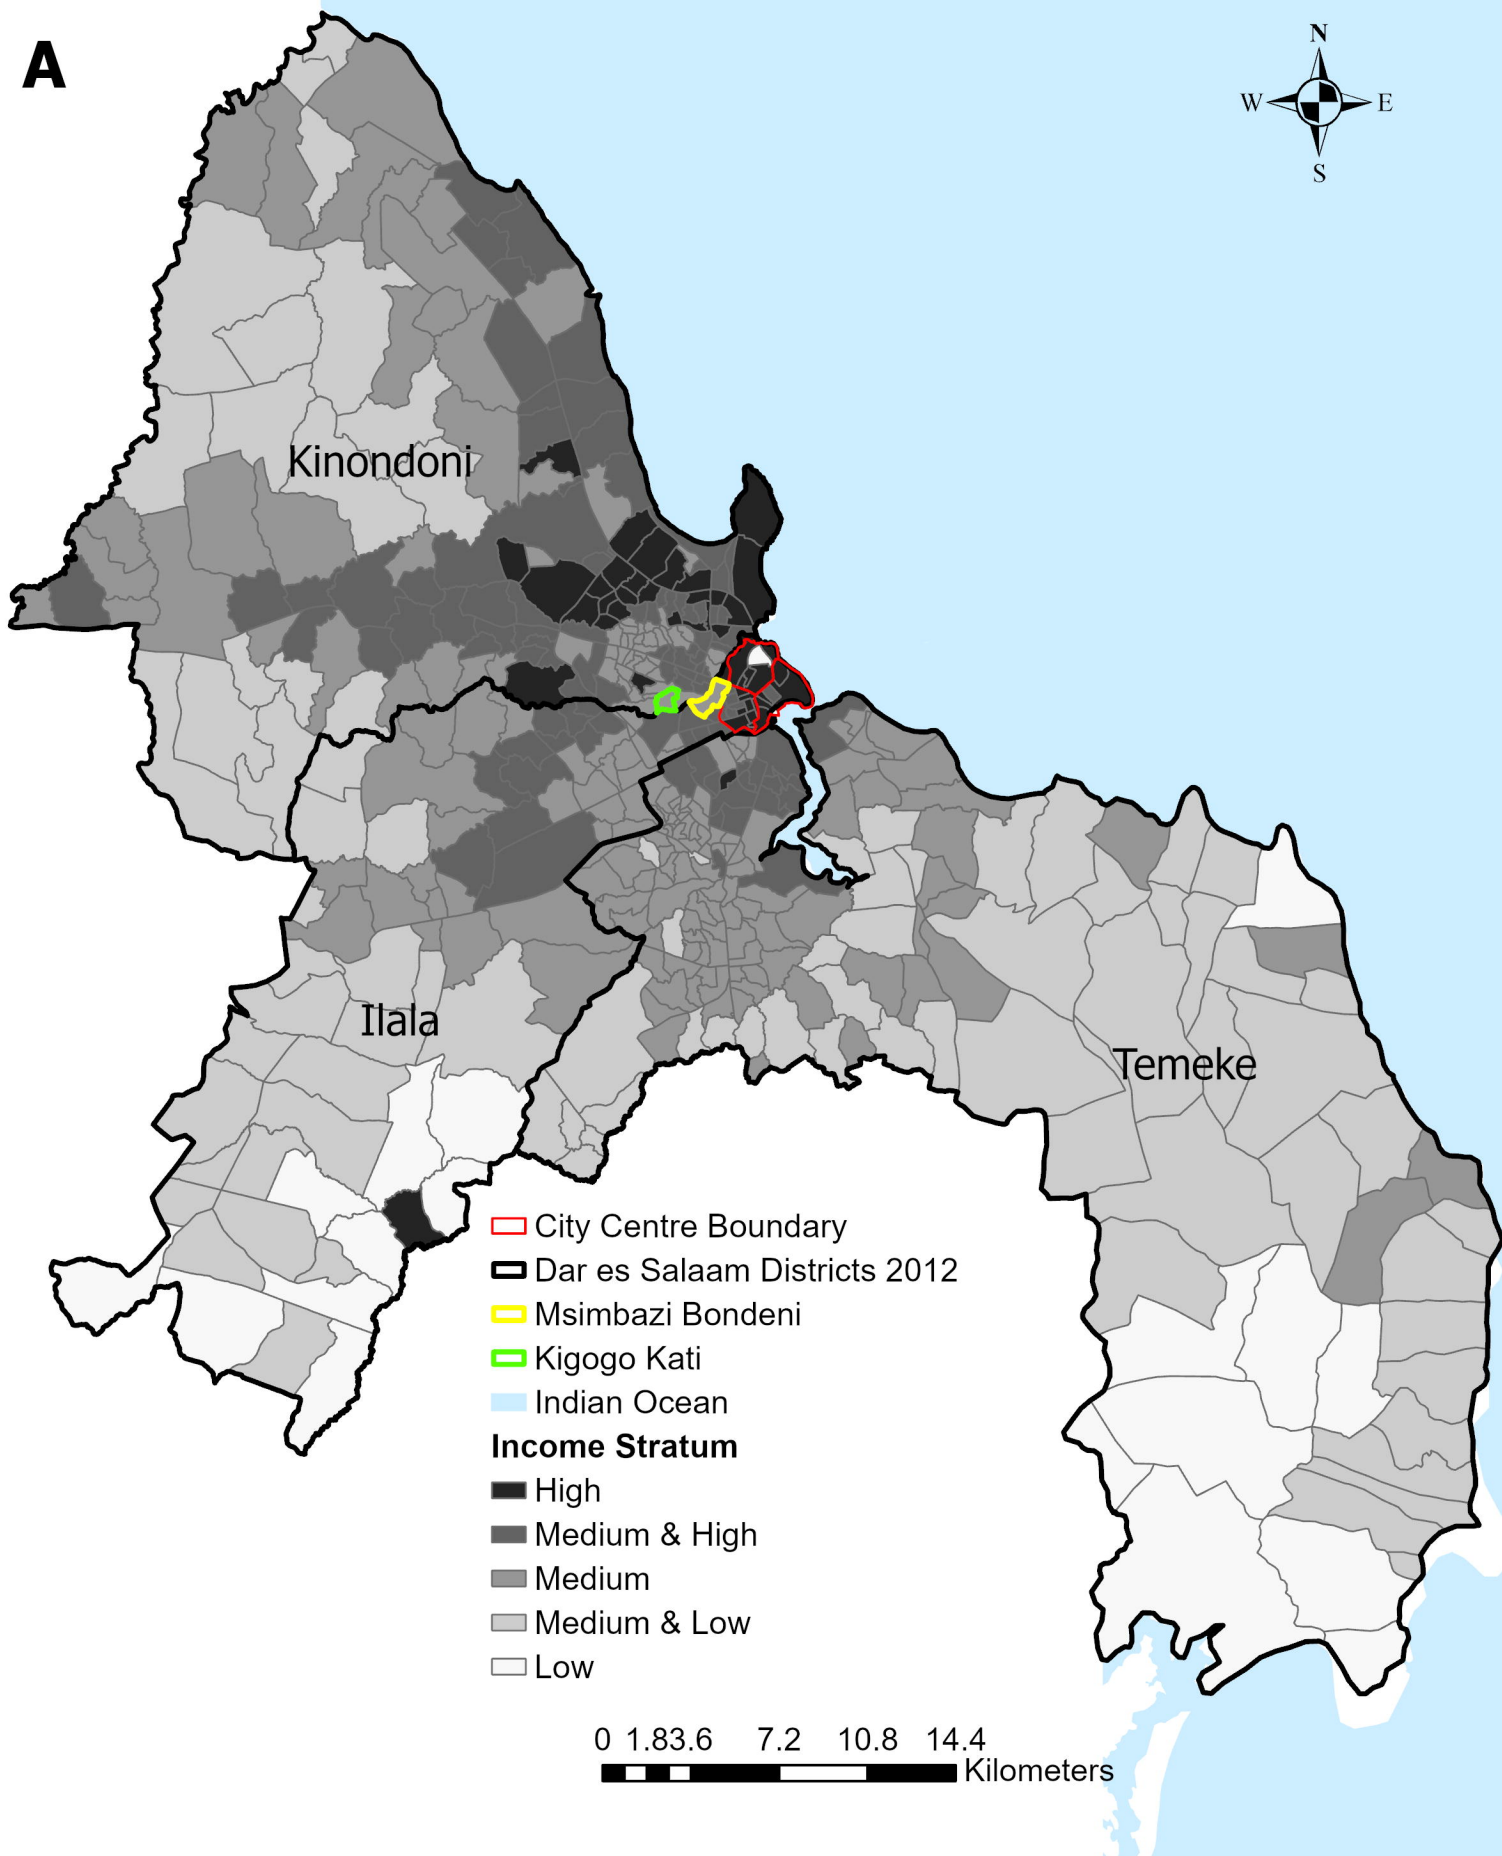 A
N
W E
S
Kinondoni
Ilala
Temeke
City Centre Boundary
Dar es Salaam Districts 2012
Msimbazi Bondeni
Kigogo Kati
Indian Ocean
Income Stratum
High
Medium & High
Medium
Medium & Low
Low
0 1.83.6 7.2 10.8 14.4
Kilometers